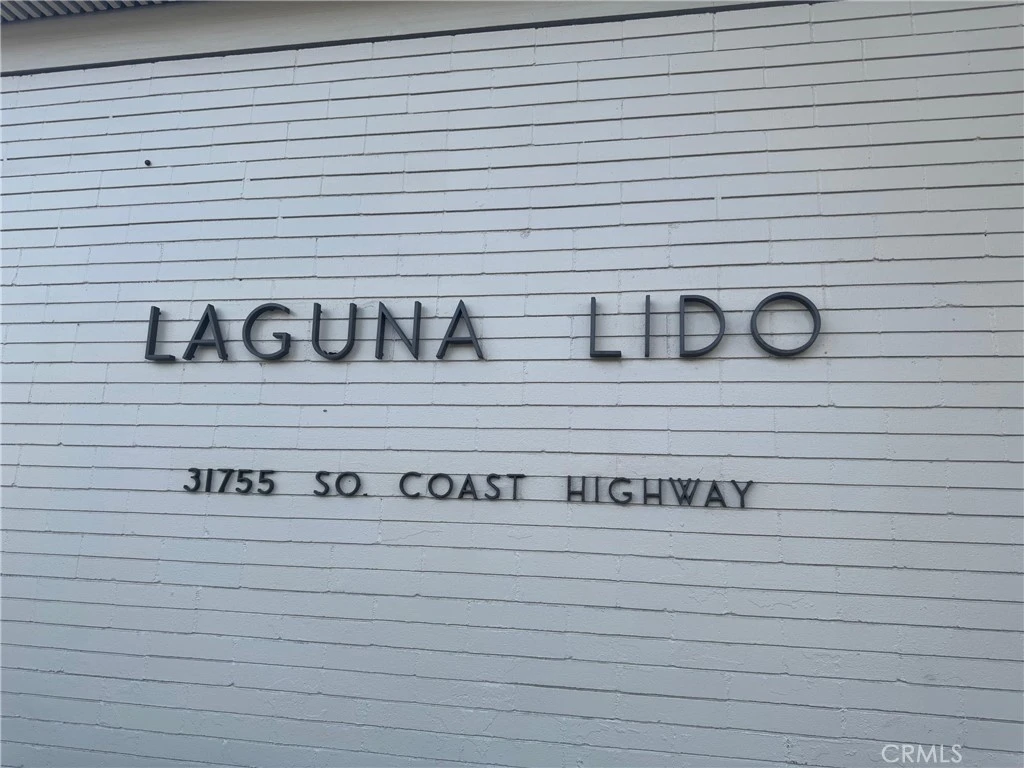 LAGUNA LIDO
31755 SO. COAST HIGHWAY
CRMLS